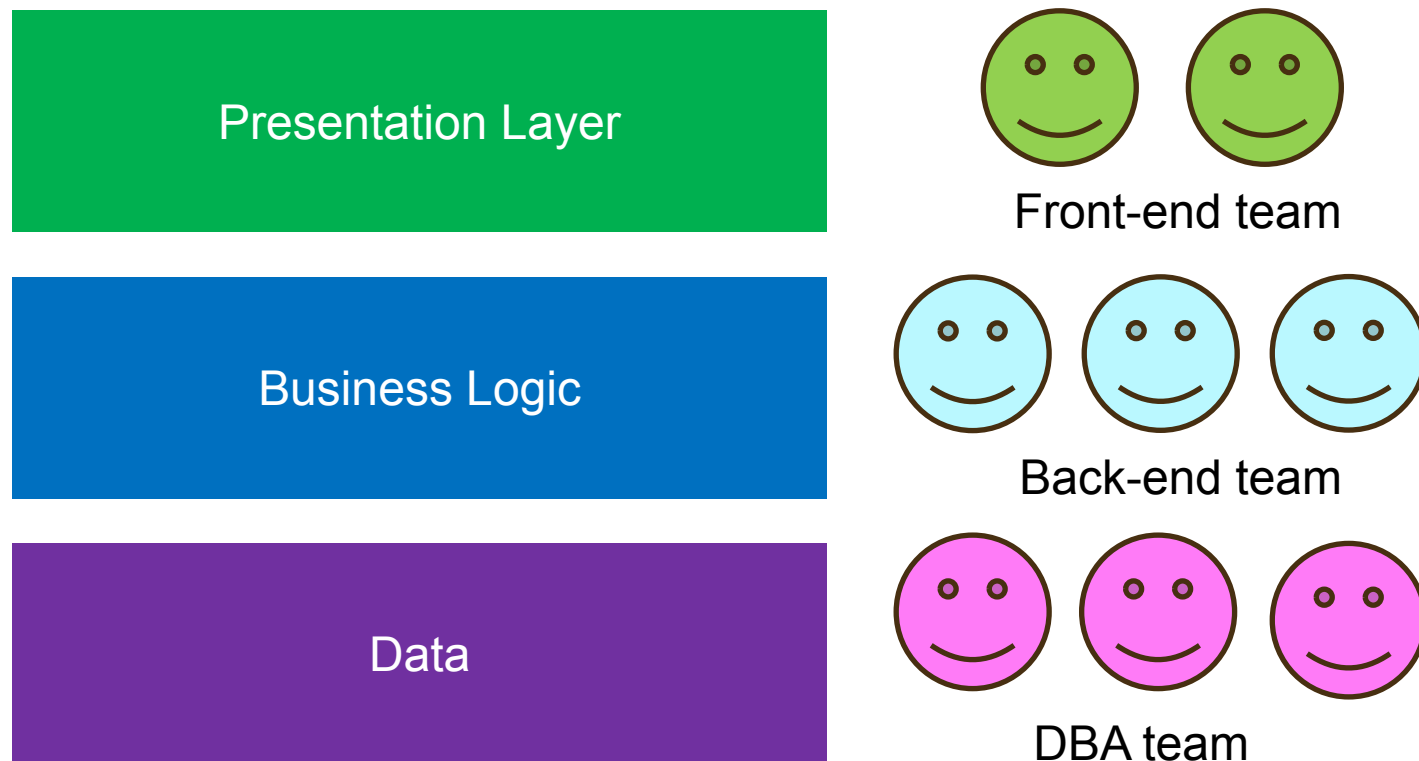 Presentation Layer
Front-end team
Business Logic
Back-end team
Data
DBA team